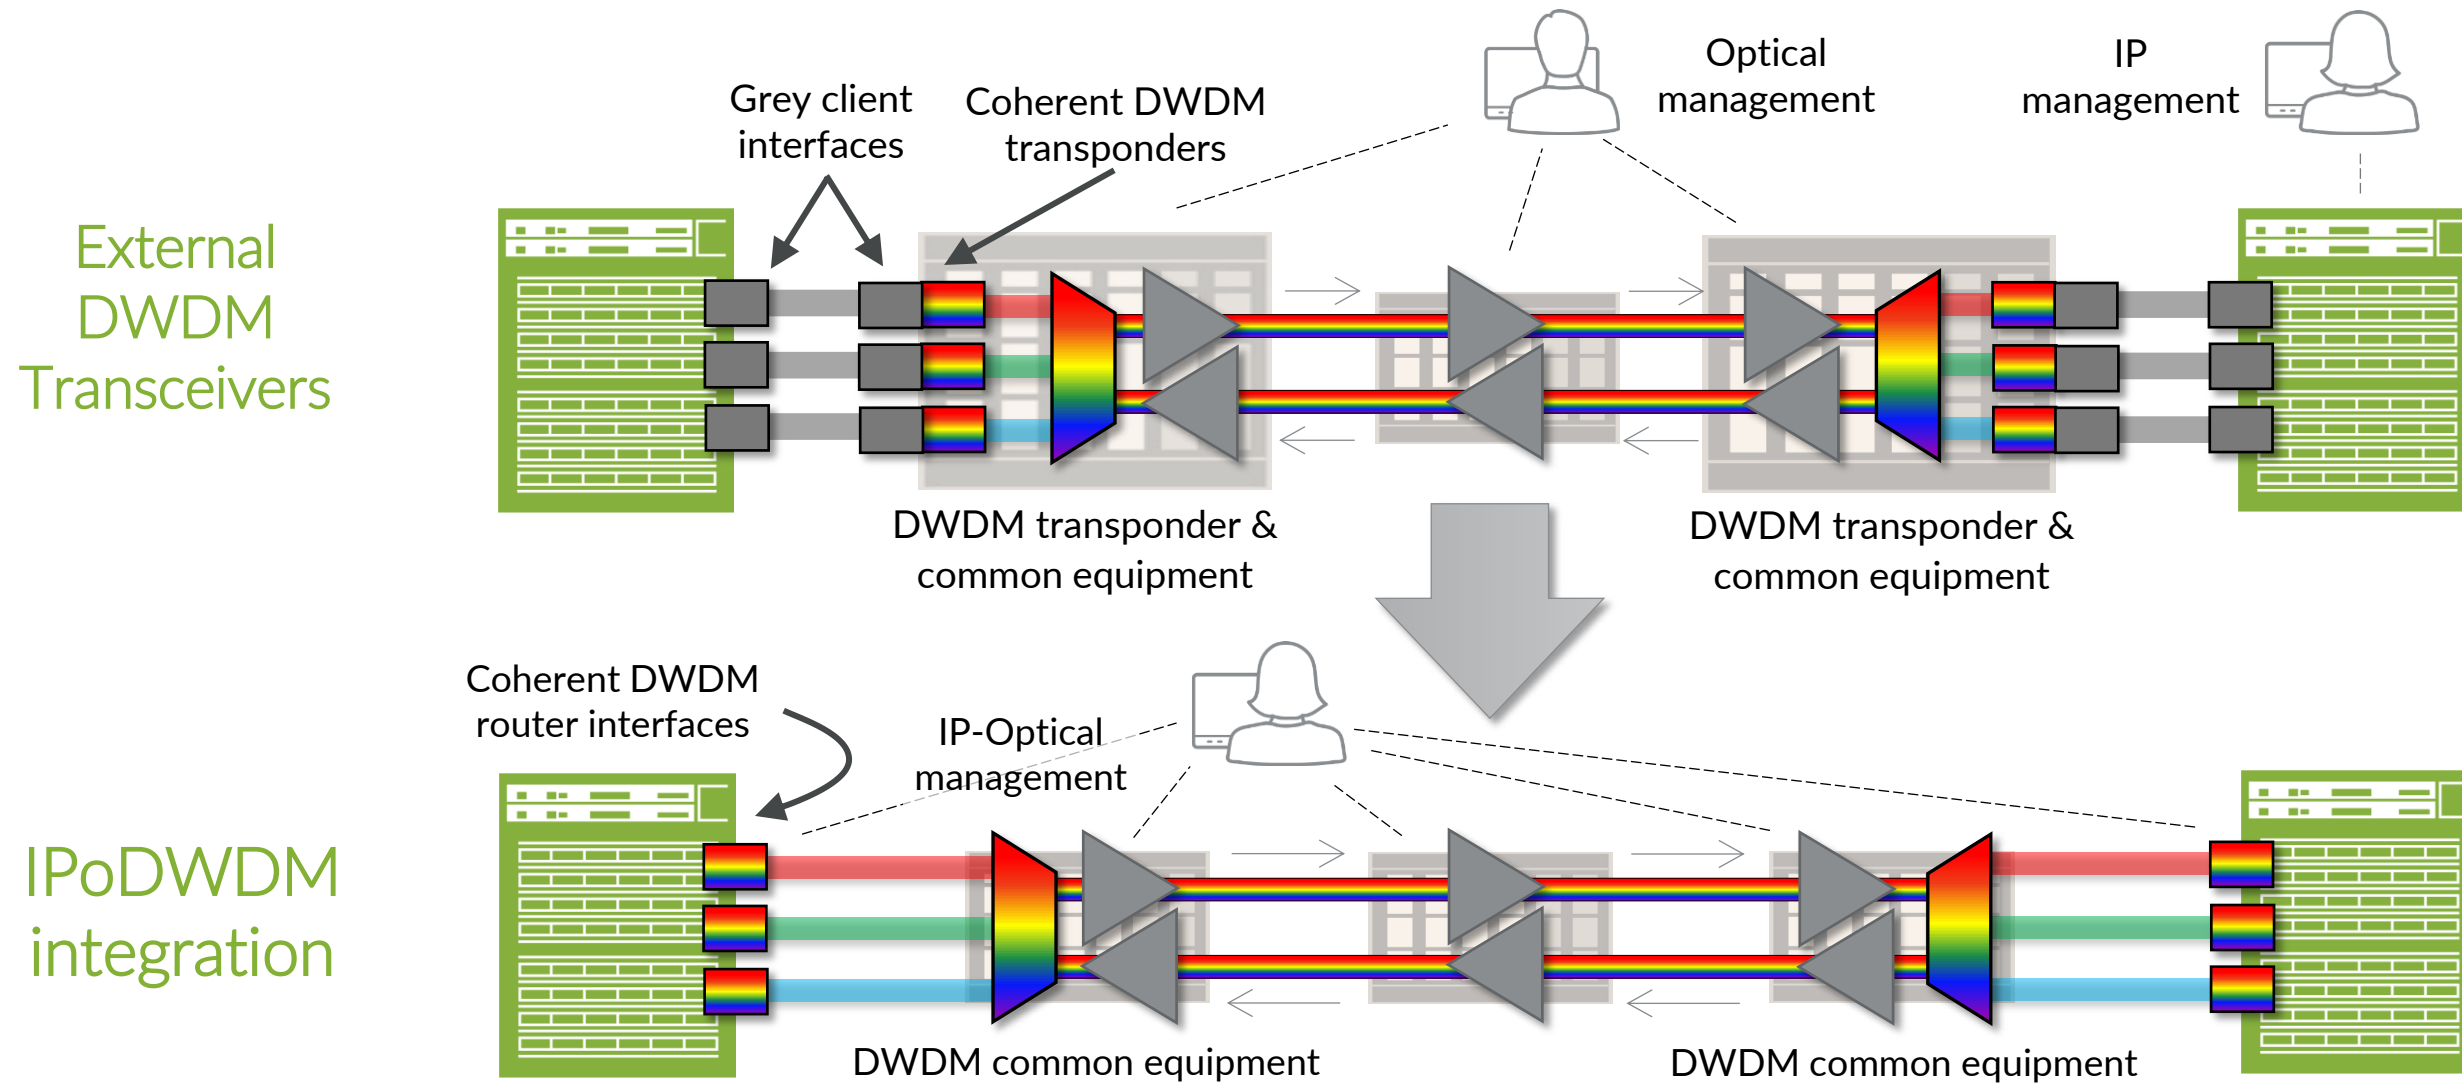 Optical
management
IP
management
Grey client
interfaces
Coherent DWDM
transponders
External
DWDM
Transceivers
DWDM transponder &
common equipment
DWDM transponder &
common equipment
Coherent DWDM
router interfaces
IP-Optical
management
IPoDWDM
integration
DWDM common equipment
DWDM common equipment